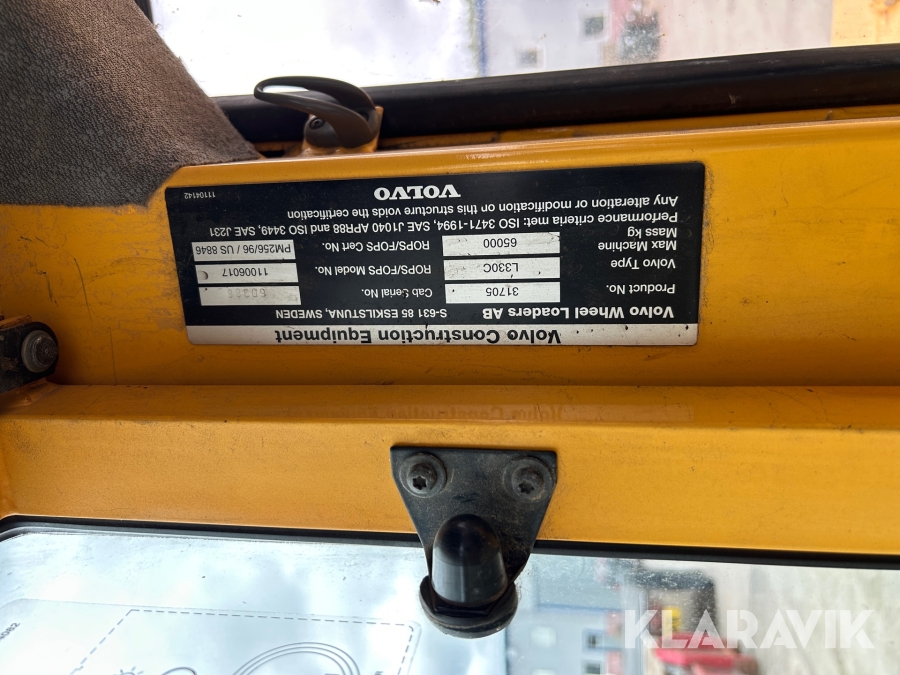 Volvo Construction Equipment
Volvo Wheel Loaders AB S-631 85 ESKILSTUNA, SWEDEN
Product No. 31705 Cab Serial No.
Volvo Type L330C ROPS/FOPS Model No. 11006017
Max Machine Mass kg 65000 ROPS/FOPS Cert No. PM256/96 / US 8846
Performance criteria met: ISO 3471-1994, SAE J1040 APR88 and ISO 3449, SAE J231
Any alteration or modification on this structure voids the certification
VOLVO
11104142
KLARAVIK